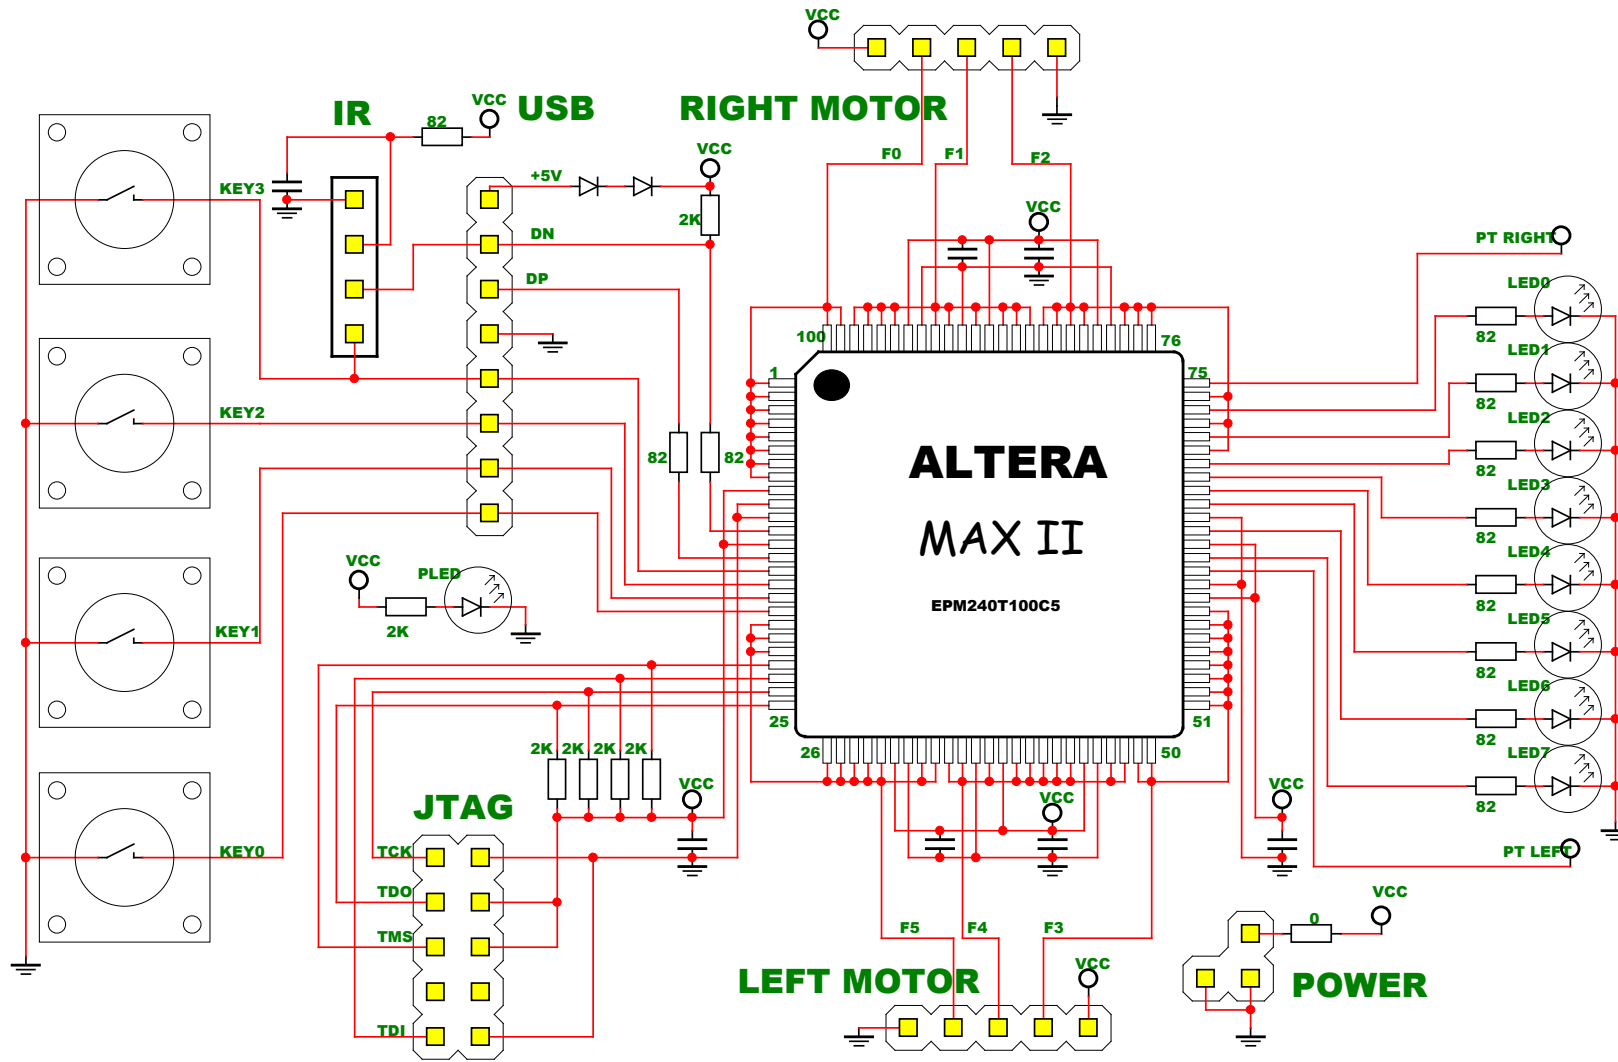 VCC
IR
USB
RIGHT MOTOR
VCC
82
VCC
F0
F1
F2
+5V
KEY3
2K
VCC
DN
PT RIGHT
DP
LED0
82
100
76
1
75
LED1
82
KEY2
LED2
82
82
82
ALTERA
LED3
82
MAX II
VCC
PLED
LED4
82
EPM240T100C5
2K
KEY1
LED5
82
LED6
82
25
51
26
50
2K
2K
2K
2K
LED7
82
VCC
VCC
VCC
JTAG
TCK
KEY0
PT LEFT
TDO
VCC
TMS
F5
F4
F3
0
LEFT MOTOR
VCC
POWER
TDI